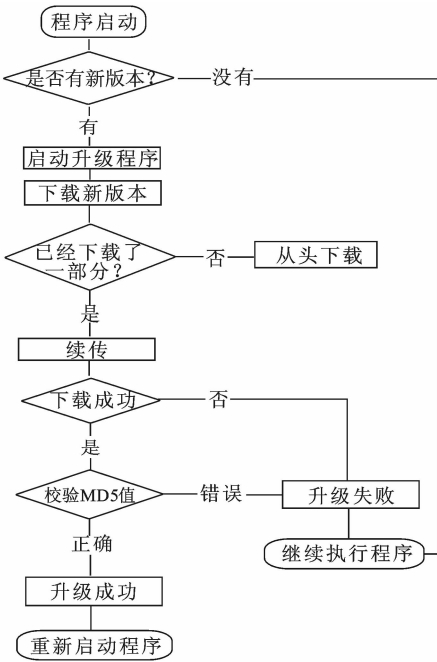 程序启动
是否有新版本?
没有
有
启动升级程序
下载新版本
已经下载了
一部分?
否
从头下载
是
续传
下载成功
否
是
校验MD5值
错误
升级失败
正确
继续执行程序
升级成功
重新启动程序